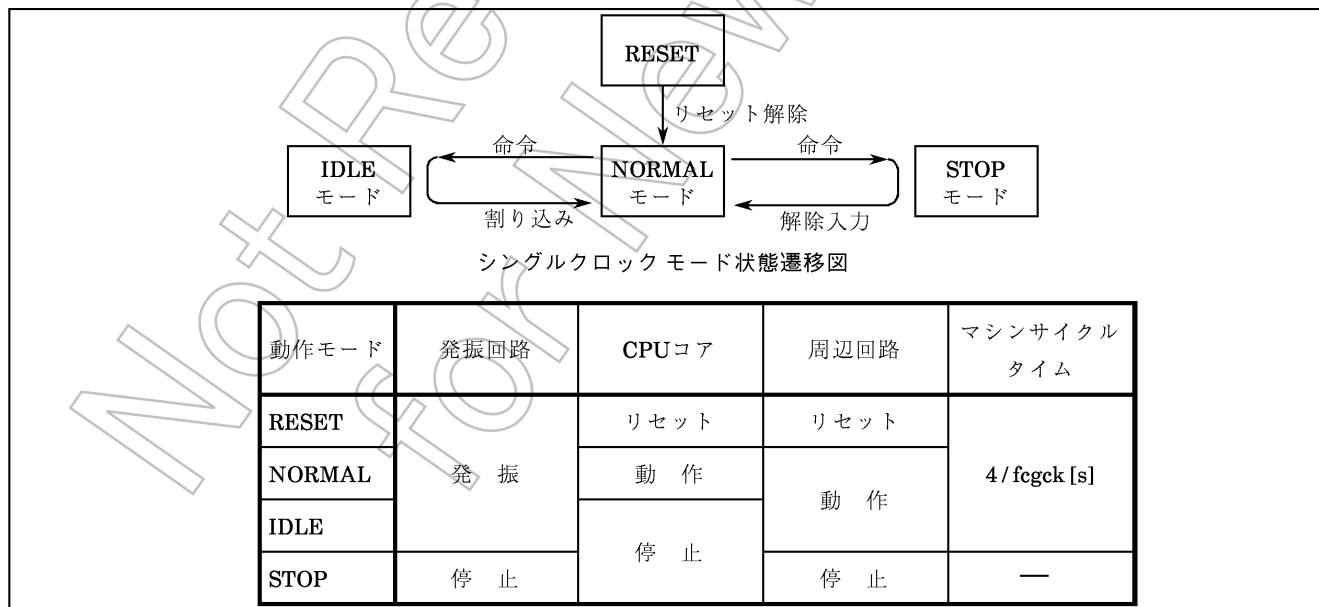 RESET
リセット解除
命令
命令
IDLE
モード
NORMAL
モード
STOP
モード
割り込み
解除入力
シングルクロック モード状態遷移図
動作モード
発振回路
CPUコア
周辺回路
マシンサイクル
タイム
RESET
発 振
リセット
リセット
4 / fcgck [s]
NORMAL
動 作
動 作
IDLE
停 止
STOP
停 止
停 止
―
Not Re
for New